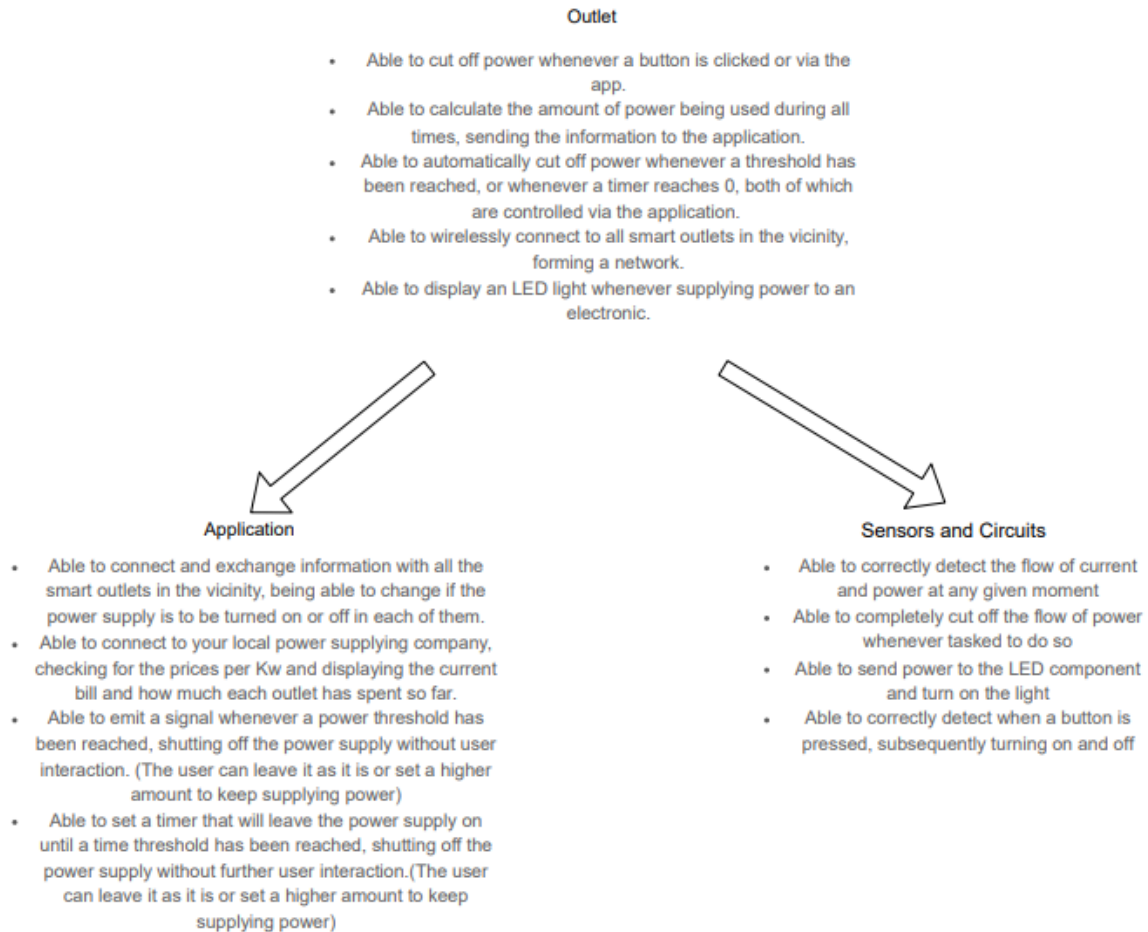 Outlet
• Able to cut off power whenever a button is clicked or via the
app.
• Able to calculate the amount of power being used during all
times, sending the information to the application.
• Able to automatically cut off power whenever a threshold has
been reached, or whenever a timer reaches 0, both of which
are controlled via the application.
• Able to wirelessly connect to all smart outlets in the vicinity,
forming a network.
• Able to display an LED light whenever supplying power to an
electronic.
Application
• Able to connect and exchange information with all the
smart outlets in the vicinity, being able to change if the
power supply is to be turned on or off in each of them.
• Able to connect to your local power supplying company,
checking for the prices per Kw and displaying the current
bill and how much each outlet has spent so far.
• Able to emit a signal whenever a power threshold has
been reached, shutting off the power supply without user
interaction. (The user can leave it as it is or set a higher
amount to keep supplying power)
• Able to set a timer that will leave the power supply on
until a time threshold has been reached, shutting off the
power supply without further user interaction.(The user
can leave it as it is or set a higher amount to keep
supplying power)
Sensors and Circuits
• Able to correctly detect the flow of current
and power at any given moment
• Able to completely cut off the flow of power
whenever tasked to do so
• Able to send power to the LED component
and turn on the light
• Able to correctly detect when a button is
pressed, subsequently turning on and off